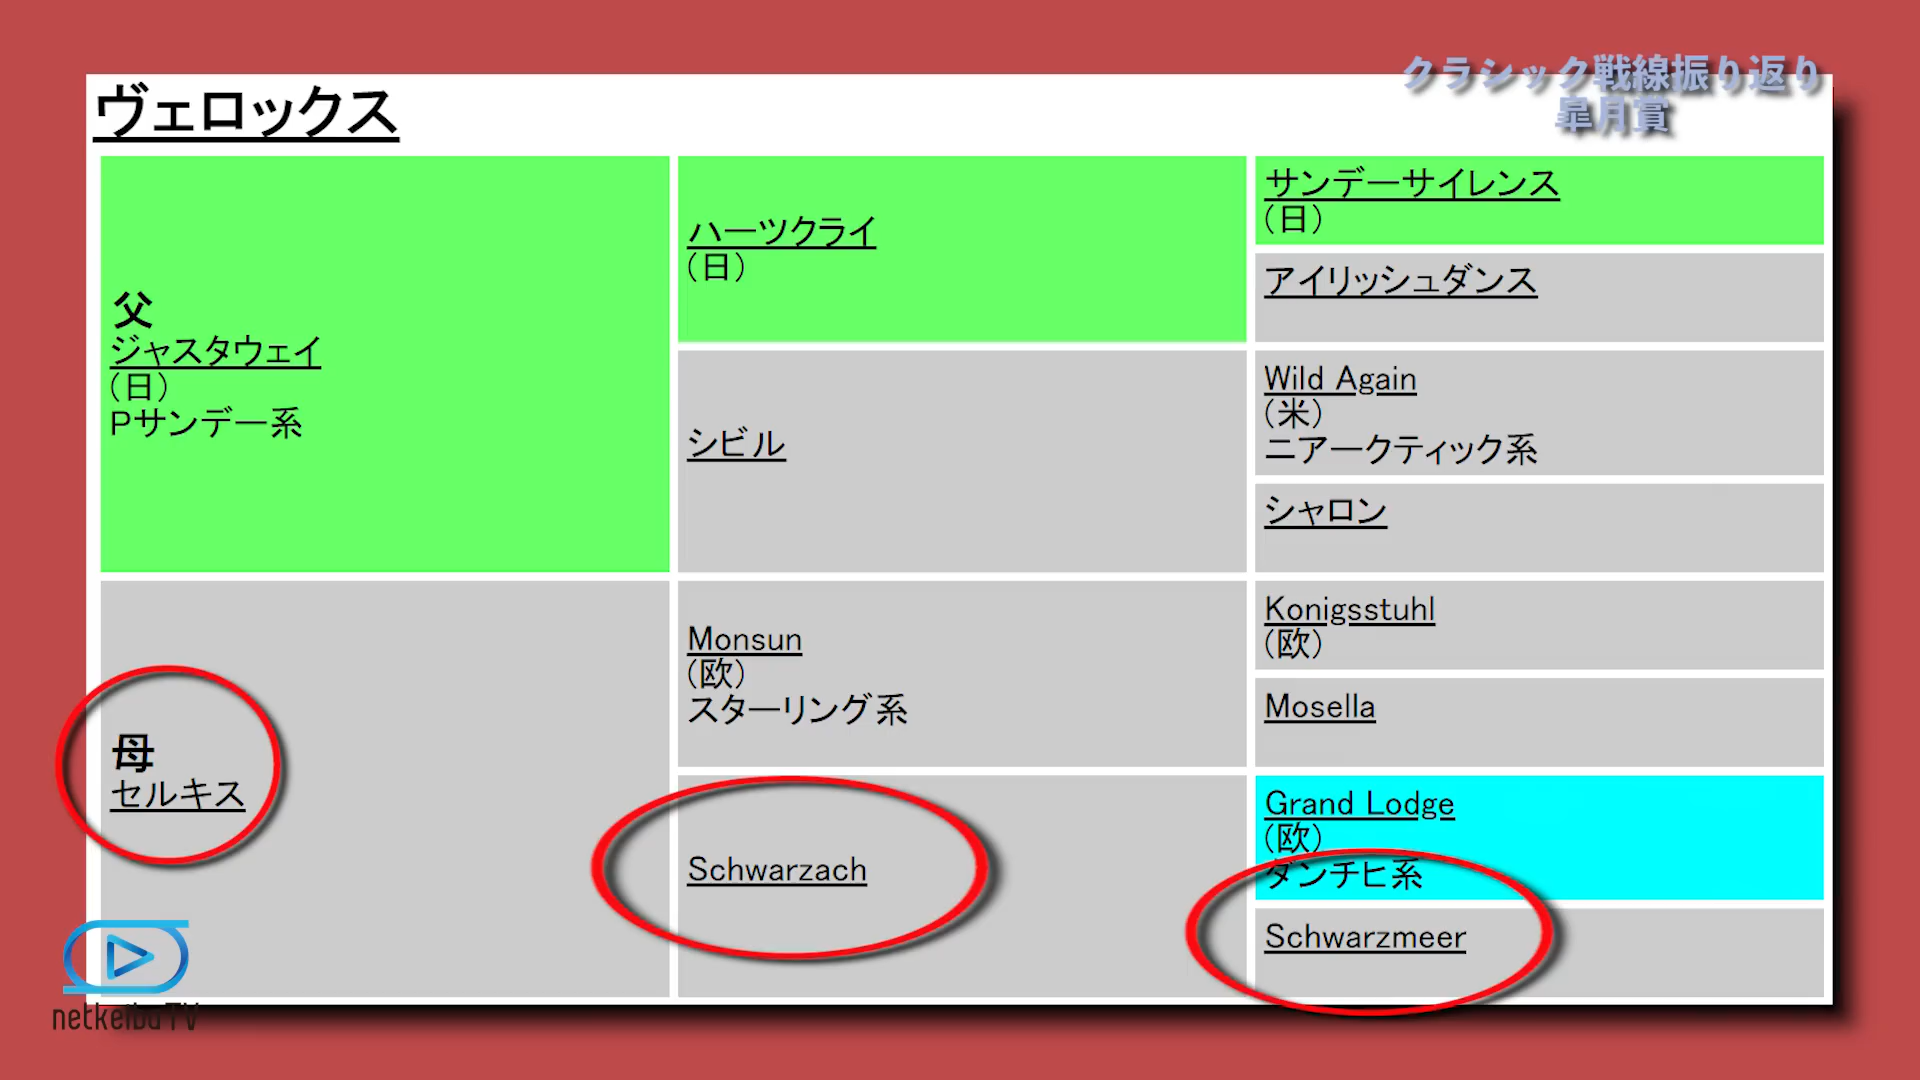 クラシック戦線振り返り
皐月賞
ヴェロックス
父
ジャスタウェイ
(日)
Pサンデー系
ハーツクライ
(日)
サンデーサイレンス
(日)
アイリッシュダンス
シビル
Wild Again
(米)
ニアークティック系
シャロン
母
セルキス
Monsun
(欧)
スターリング系
Konigsstuhl
(欧)
Mosella
Schwarzach
Grand Lodge
(欧)
ダンチヒ系
Schwarzmeer
netkeibaTV